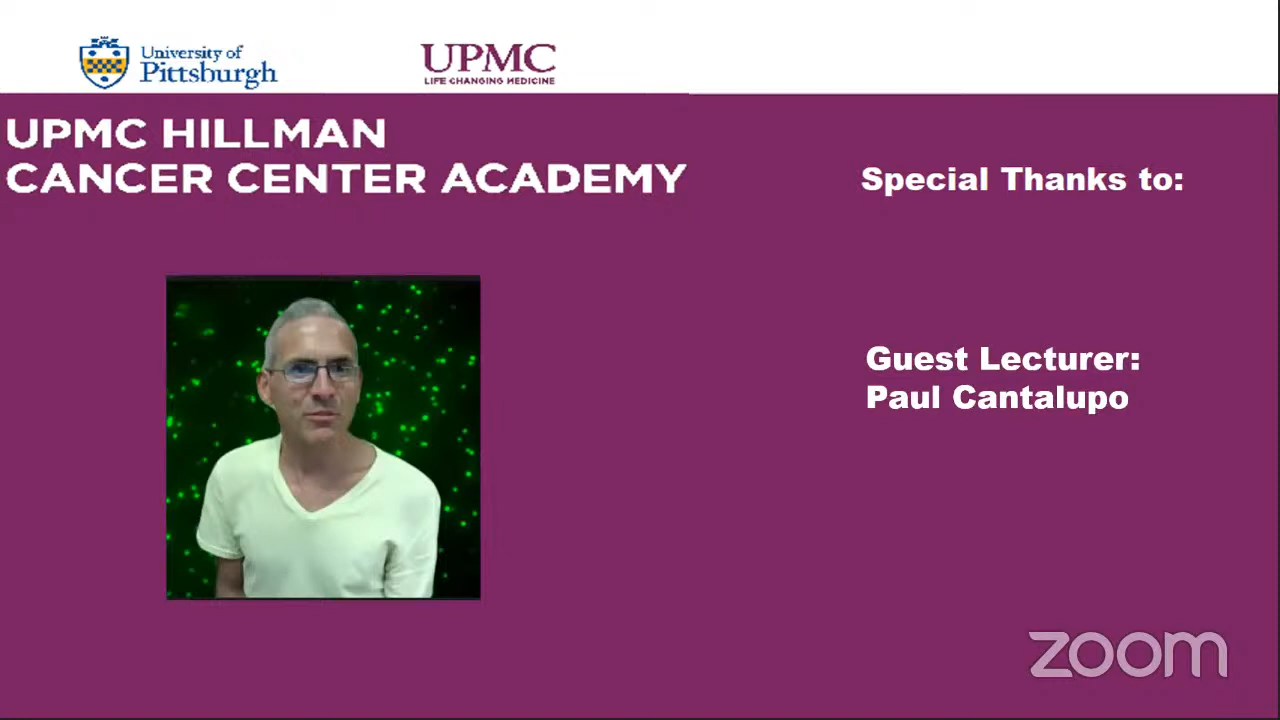 University of
Pittsburgh
UPMC
LIFE CHANGING MEDICINE
UPMC HILLMAN
CANCER CENTER ACADEMY
Special Thanks to:
Guest Lecturer:
Paul Cantalupo
zoom